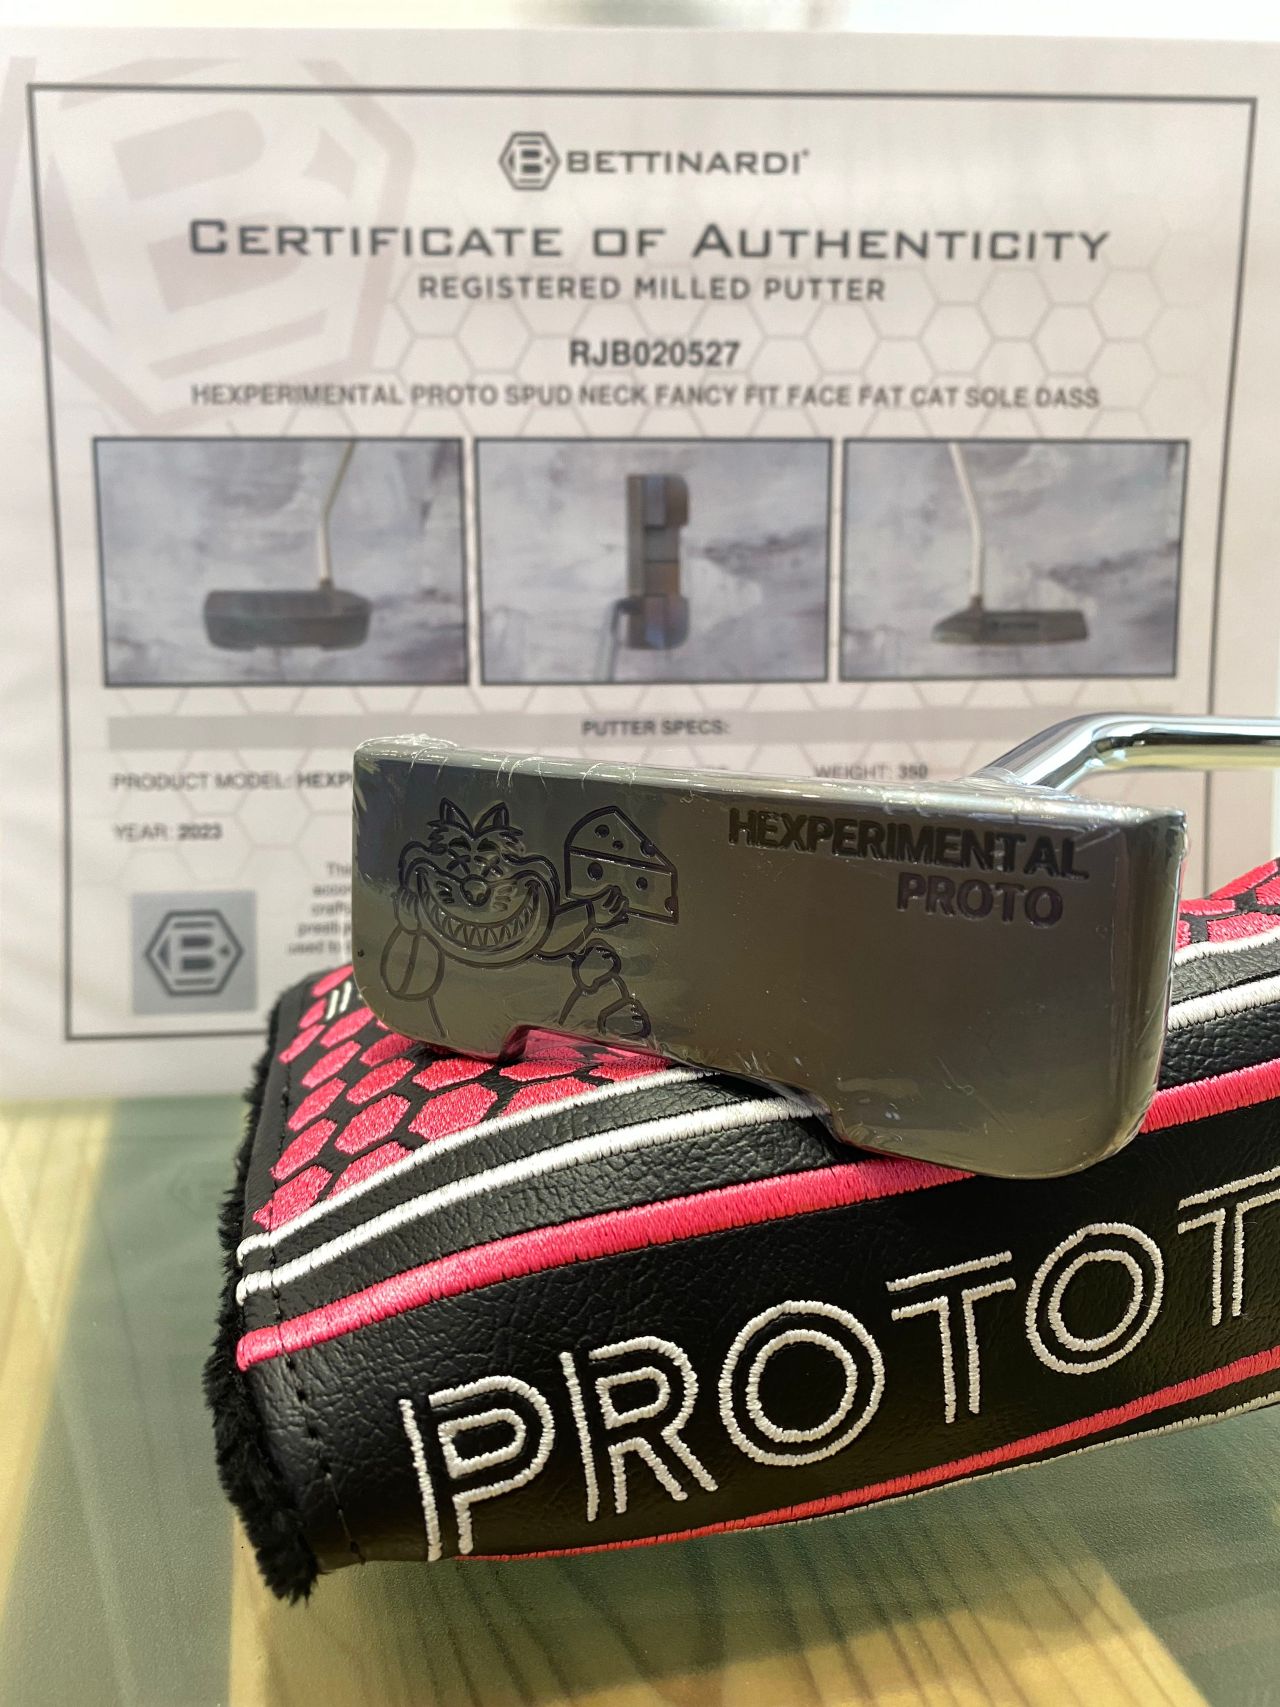 BETTINARDI
CERTIFICATE OF AUTHENTICITY
REGISTERED MILLED PUTTER
RJB020527
HEXPERIMENTAL PROTO SPUD NECK FANCY FIT FACE FAT CAT SOLE DASS
PUTTER SPECS:
PRODUCT MODEL: HEXP
WEIGHT: 350
YEAR: 2023
HEXPERIMENTAL
PROTO
PROTOT